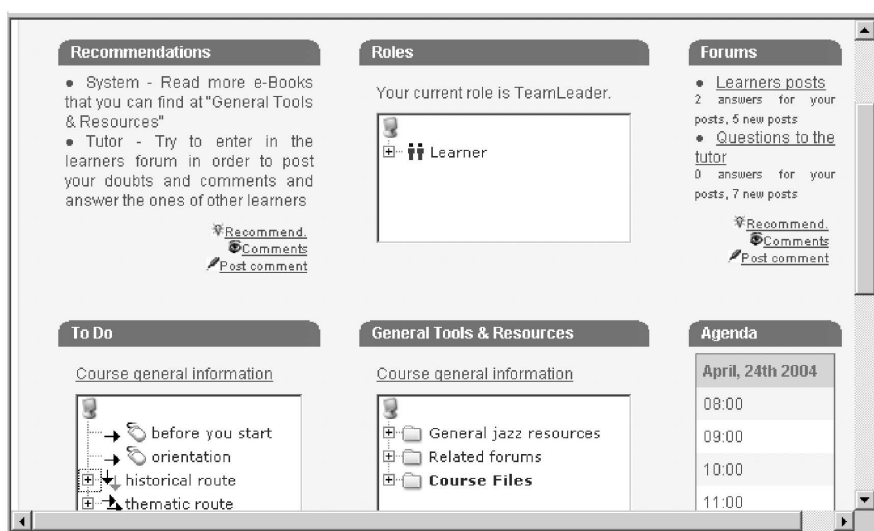 Recommendations
● System - Read more e-Books
that you can find at "General Tools
& Resources"
● Tutor - Try to enter in the
learners forum in order to post
your doubts and comments and
answer the ones of other learners
Recommend.
Comments
Post comment
Roles
Your current role is TeamLeader.
Learner
Forums
● Learners posts
2 answers for your
posts, 5 new posts
● Questions to the
tutor
0 answers for your
posts, 7 new posts
Recommend.
Comments
Post comment
To Do
Course general information
before you start
orientation
historical route
thematic route
General Tools & Resources
Course general information
General jazz resources
Related forums
Course Files
Agenda
April, 24th 2004
08:00
09:00
10:00
11:00